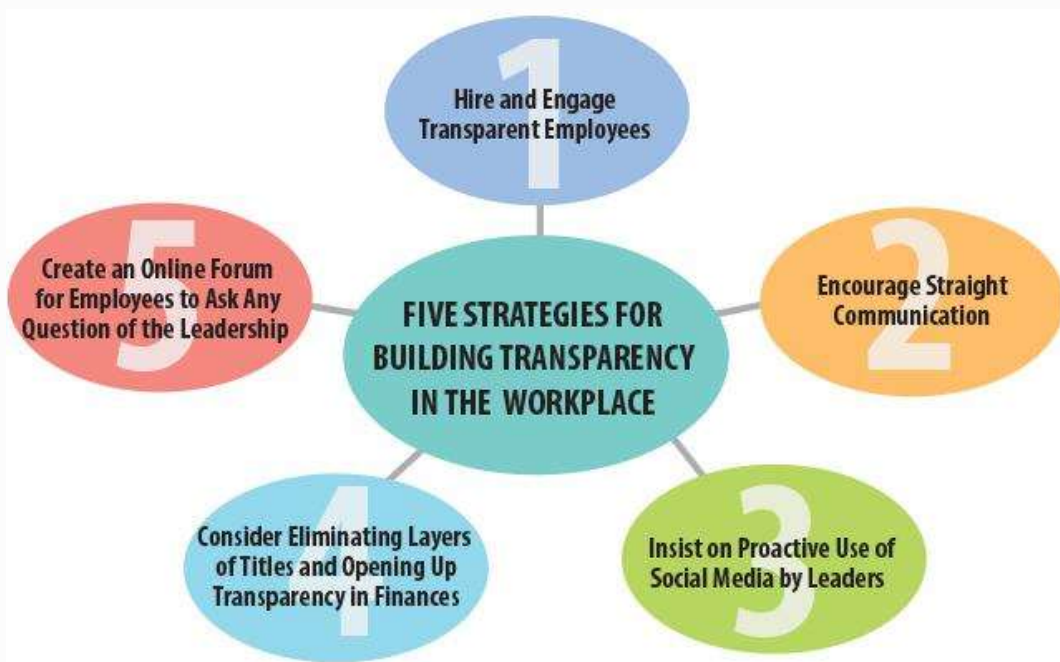 1
Hire and Engage
Transparent Employees
2
Encourage Straight
Communication
3
Insist on Proactive Use of
Social Media by Leaders
4
Consider Eliminating Layers
of Titles and Opening Up
Transparency in Finances
5
Create an Online Forum
for Employees to Ask Any
Question of the Leadership
FIVE STRATEGIES FOR
BUILDING TRANSPARENCY
IN THE WORKPLACE